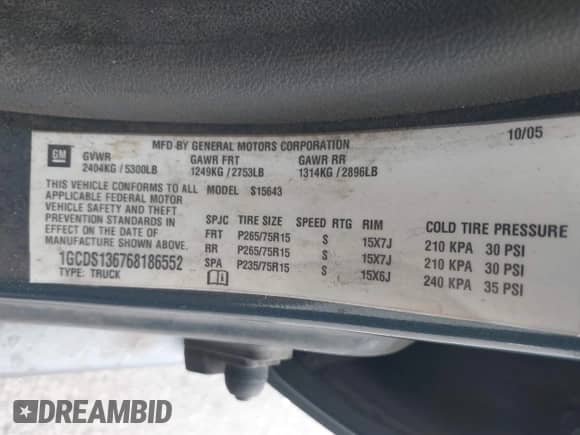 MFD BY GENERAL MOTORS CORPORATION 10/05
GM GVWR GAWR FRT GAWR RR
2404KG / 5300LB 1249KG / 2753LB 1314KG / 2896LB
THIS VEHICLE CONFORMS TO ALL MODEL S15643
APPLICABLE U.S. FEDERAL MOTOR
VEHICLE SAFETY AND THEFT
PREVENTION STANDARDS IN
EFFECT ON THE DATE OF
MANUFACTURE SHOWN ABOVE.
1GCDS136768186552
TYPE: TRUCK
SPJC TIRE SIZE SPEED RTG RIM COLD TIRE PRESSURE
FRT P265/75R15 S 15X7J 210 KPA 30 PSI
RR P265/75R15 S 15X7J 210 KPA 30 PSI
SPA P235/75R15 S 15X6J 240 KPA 35 PSI
DREAMBID